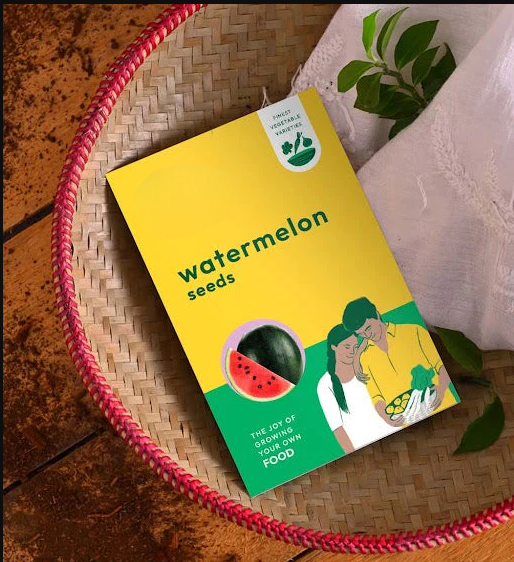 FINEST
VEGETABLE
VARIETIES
watermelon
seeds
THE JOY OF
GROWING
YOUR OWN
FOOD